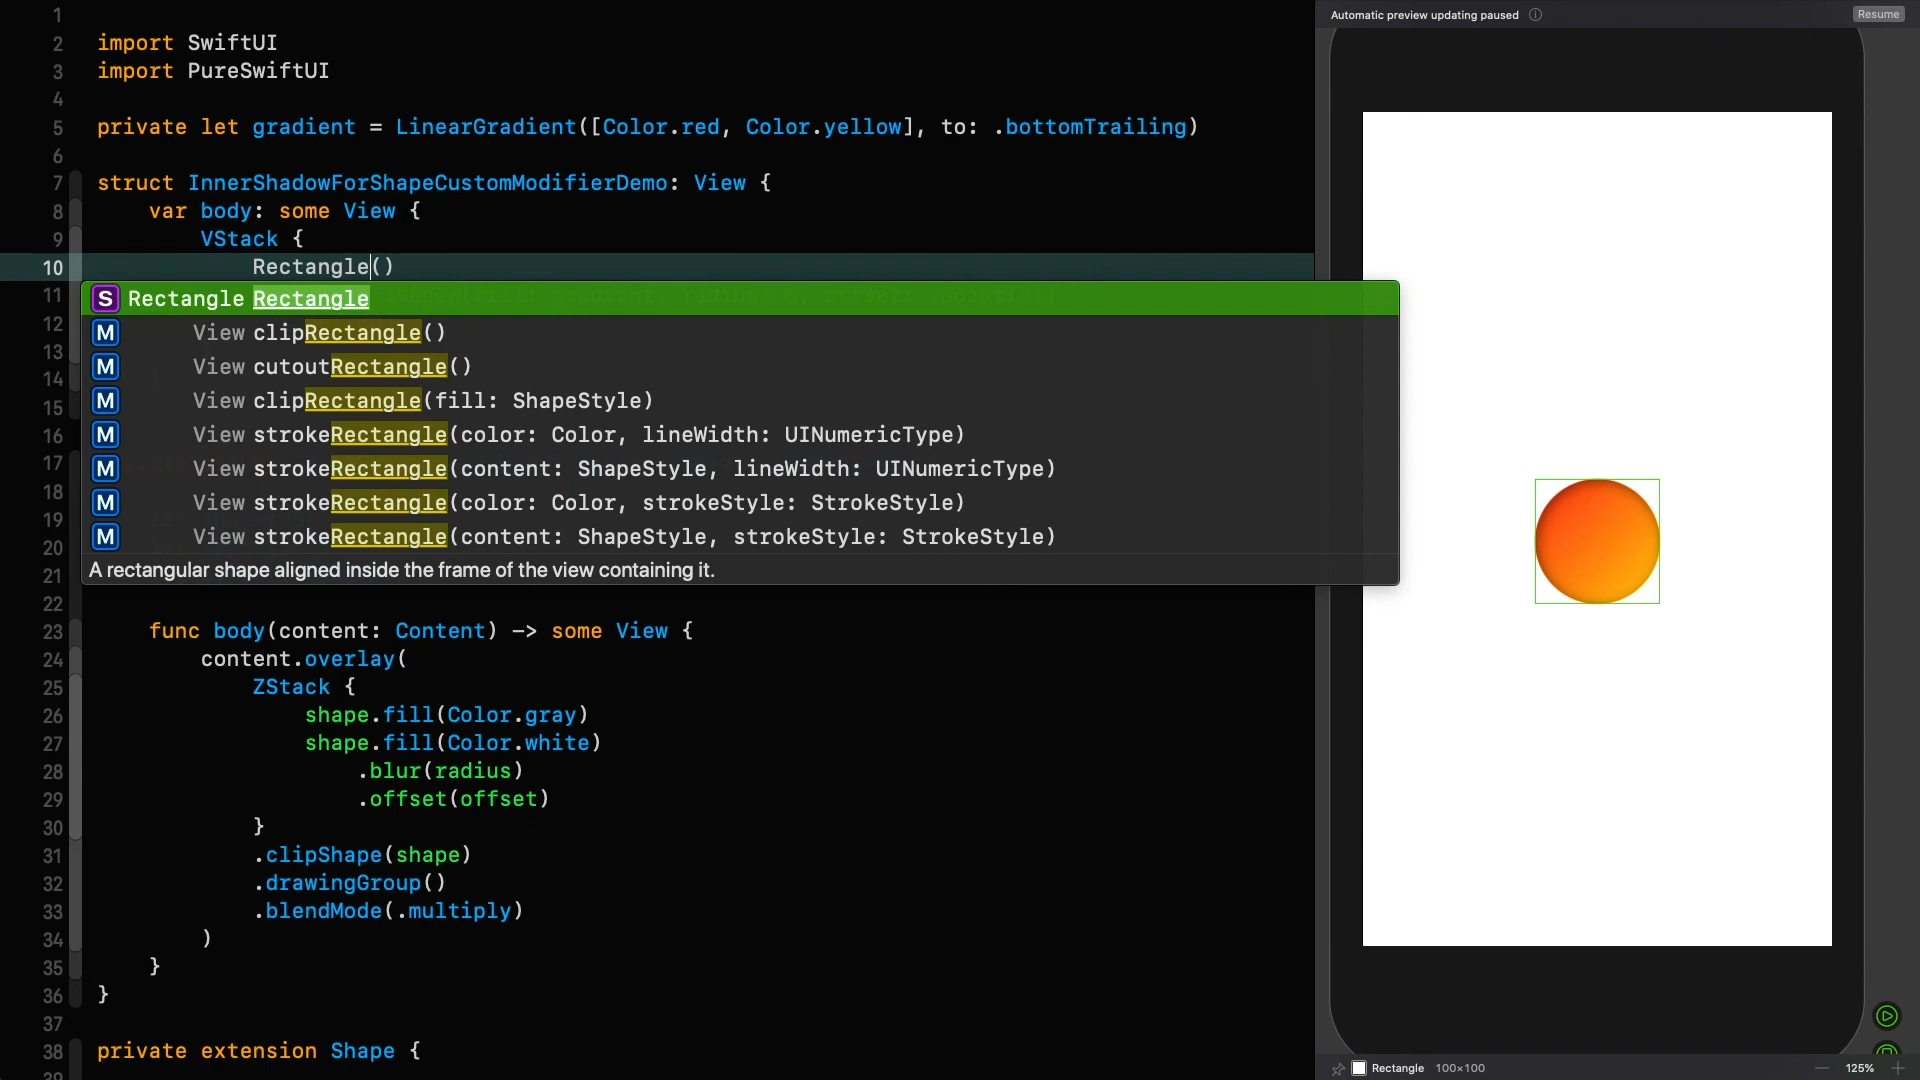 1
2 import SwiftUI
3 import PureSwiftUI
4
5 private let gradient = LinearGradient([Color.red, Color.yellow], to: .bottomTrailing)
6
7 struct InnerShadowForShapeCustomModifierDemo: View {
8 var body: some View {
9 VStack {
10 Rectangle()
11
12
13
14
15
16
17
18
19
20
21
S Rectangle Rectangle
M View clipRectangle()
M View cutoutRectangle()
M View clipRectangle(fill: ShapeStyle)
M View strokeRectangle(color: Color, lineWidth: UINumericType)
M View strokeRectangle(content: ShapeStyle, lineWidth: UINumericType)
M View strokeRectangle(color: Color, strokeStyle: StrokeStyle)
M View strokeRectangle(content: ShapeStyle, strokeStyle: StrokeStyle)
A rectangular shape aligned inside the frame of the view containing it.
22
23 func body(content: Content) -> some View {
24 content.overlay(
25 ZStack {
26 shape.fill(Color.gray)
27 shape.fill(Color.white)
28 .blur(radius)
29 .offset(offset)
30 }
31 .clipShape(shape)
32 .drawingGroup()
33 .blendMode(.multiply)
34 )
35 }
36 }
37
38 private extension Shape {
Automatic preview updating paused
Resume
Rectangle 100×100
125%